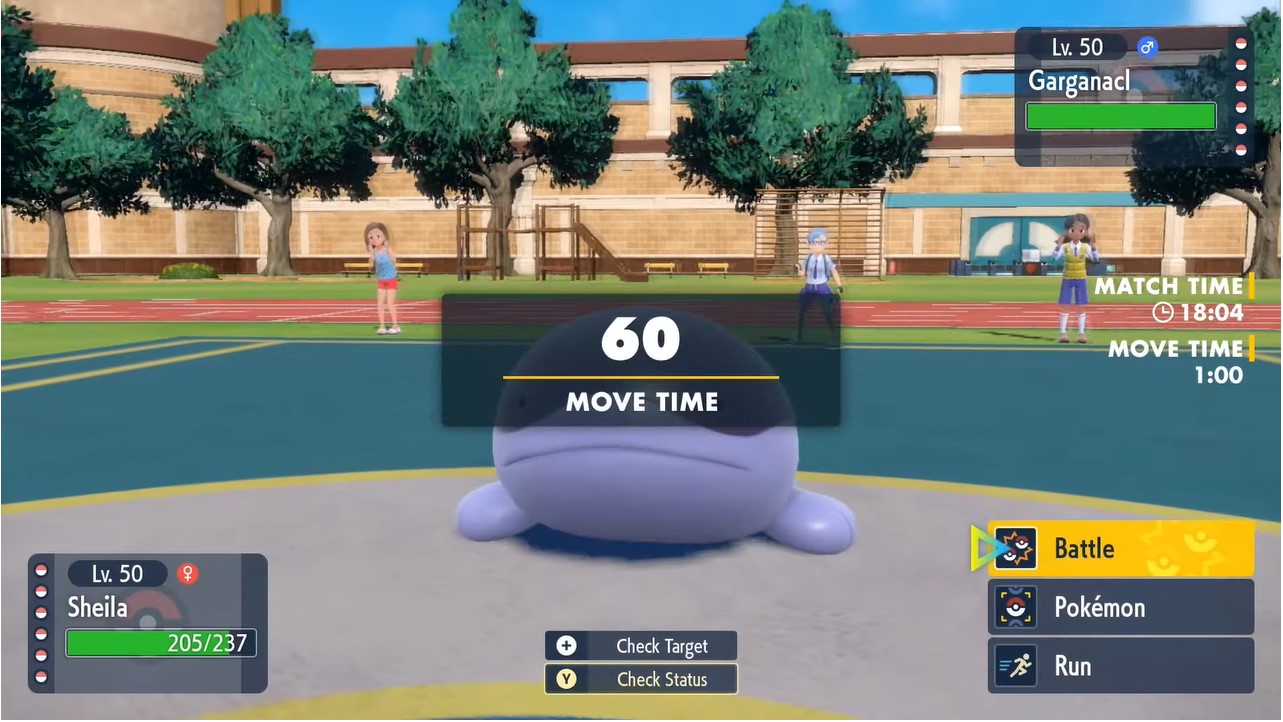 Lv. 50 ♂
Garganacl
60
MOVE TIME
MATCH TIME
18:04
MOVE TIME
1:00
Battle
Pokémon
Run
Lv. 50 ♀
Sheila
205/237
+ Check Target
Y Check Status